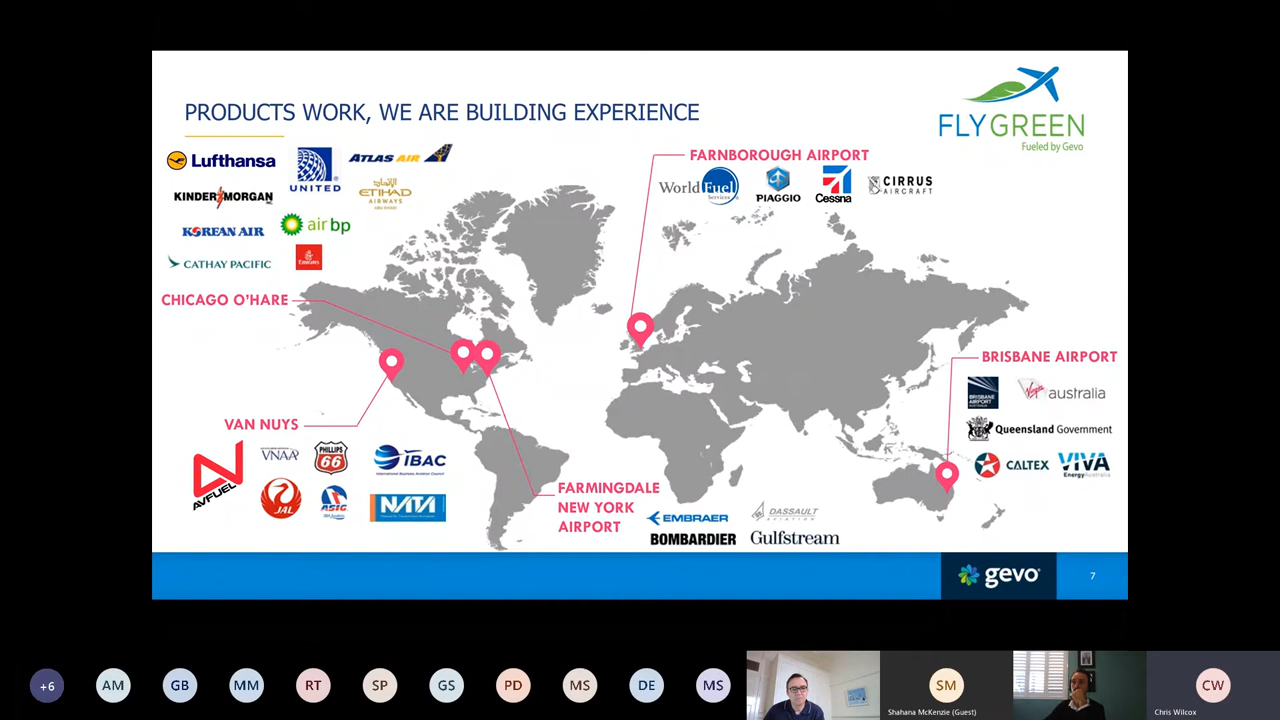 PRODUCTS WORK, WE ARE BUILDING EXPERIENCE
FLY GREEN
Fueled by Gevo
Lufthansa
UNITED
ATLAS AIR
KINDER MORGAN
ETIHAD
AIRWAYS
ABU DHABI
KOREAN AIR
air bp
CATHAY PACIFIC
Emirates
FARNBOROUGH AIRPORT
World Fuel
Services
PIAGGIO
Cessna
CIRRUS
AIRCRAFT
CHICAGO O'HARE
BRISBANE AIRPORT
BRISBANE
AIRPORT
Virgin australia
Queensland Government
CALTEX
VIVA
Energy Australia
VAN NUYS
AVFUEL
VNAA
PHILLIPS
66
IBAC
International Business Aviation Council
JAL
ASIG
NATA
FARMINGDALE
NEW YORK
AIRPORT
EMBRAER
DASSAULT
AVIATION
BOMBARDIER
Gulfstream
gevo
7
+6
AM
GB
MM
RT
SP
GS
PD
MS
DE
MS
SM
Shahana McKenzie (Guest)
CW
Chris Wilcox